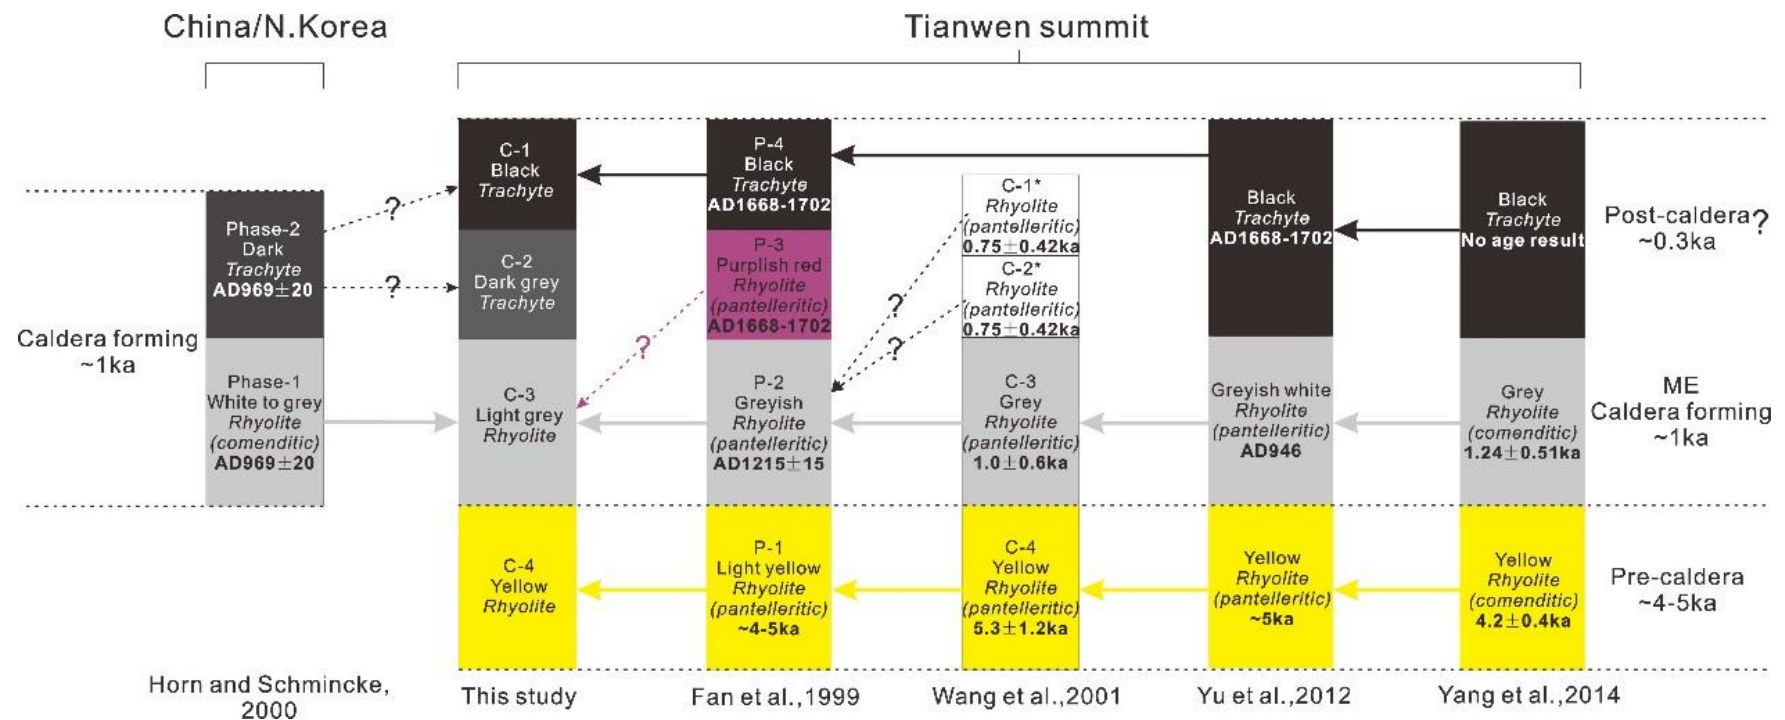 China/N.Korea
Tianwen summit
Phase-2
Dark
Trachyte
AD969±20
Phase-1
White to grey
Rhyolite
(comenditic)
AD969±20
Caldera forming
~1ka
?
?
C-1
Black
Trachyte
C-2
Dark grey
Trachyte
C-3
Light grey
Rhyolite
C-4
Yellow
Rhyolite
?
P-4
Black
Trachyte
AD1668-1702
P-3
Purplish red
Rhyolite
(pantelleritic)
AD1668-1702
P-2
Greyish
Rhyolite
(pantelleritic)
AD1215±15
P-1
Light yellow
Rhyolite
(pantelleritic)
~4-5ka
?
?
C-1*
Rhyolite
(pantelleritic)
0.75±0.42ka
C-2*
Rhyolite
(pantelleritic)
0.75±0.42ka
C-3
Grey
Rhyolite
(pantelleritic)
1.0±0.6ka
C-4
Yellow
Rhyolite
(pantelleritic)
5.3±1.2ka
Black
Trachyte
AD1668-1702
Greyish white
Rhyolite
(pantelleritic)
AD946
Yellow
Rhyolite
(pantelleritic)
~5ka
Black
Trachyte
No age result
Grey
Rhyolite
(comenditic)
1.24±0.51ka
Yellow
Rhyolite
(comenditic)
4.2±0.4ka
Post-caldera?
~0.3ka
ME
Caldera forming
~1ka
Pre-caldera
~4-5ka
Horn and Schmincke,
2000
This study
Fan et al.,1999
Wang et al.,2001
Yu et al.,2012
Yang et al.,2014